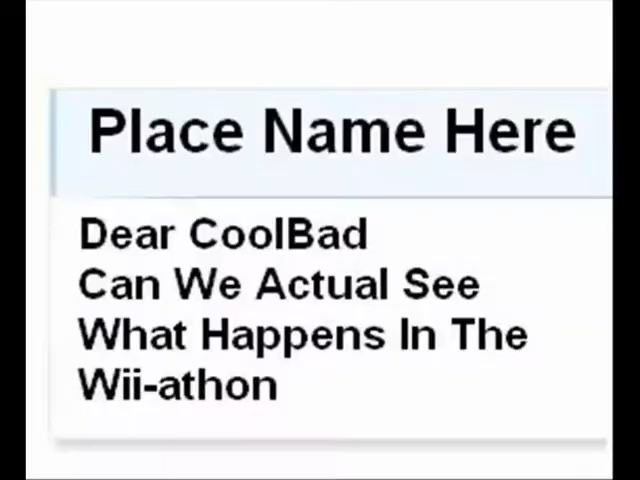 Place Name Here
Dear CoolBad
Can We Actual See
What Happens In The
Wii-athon